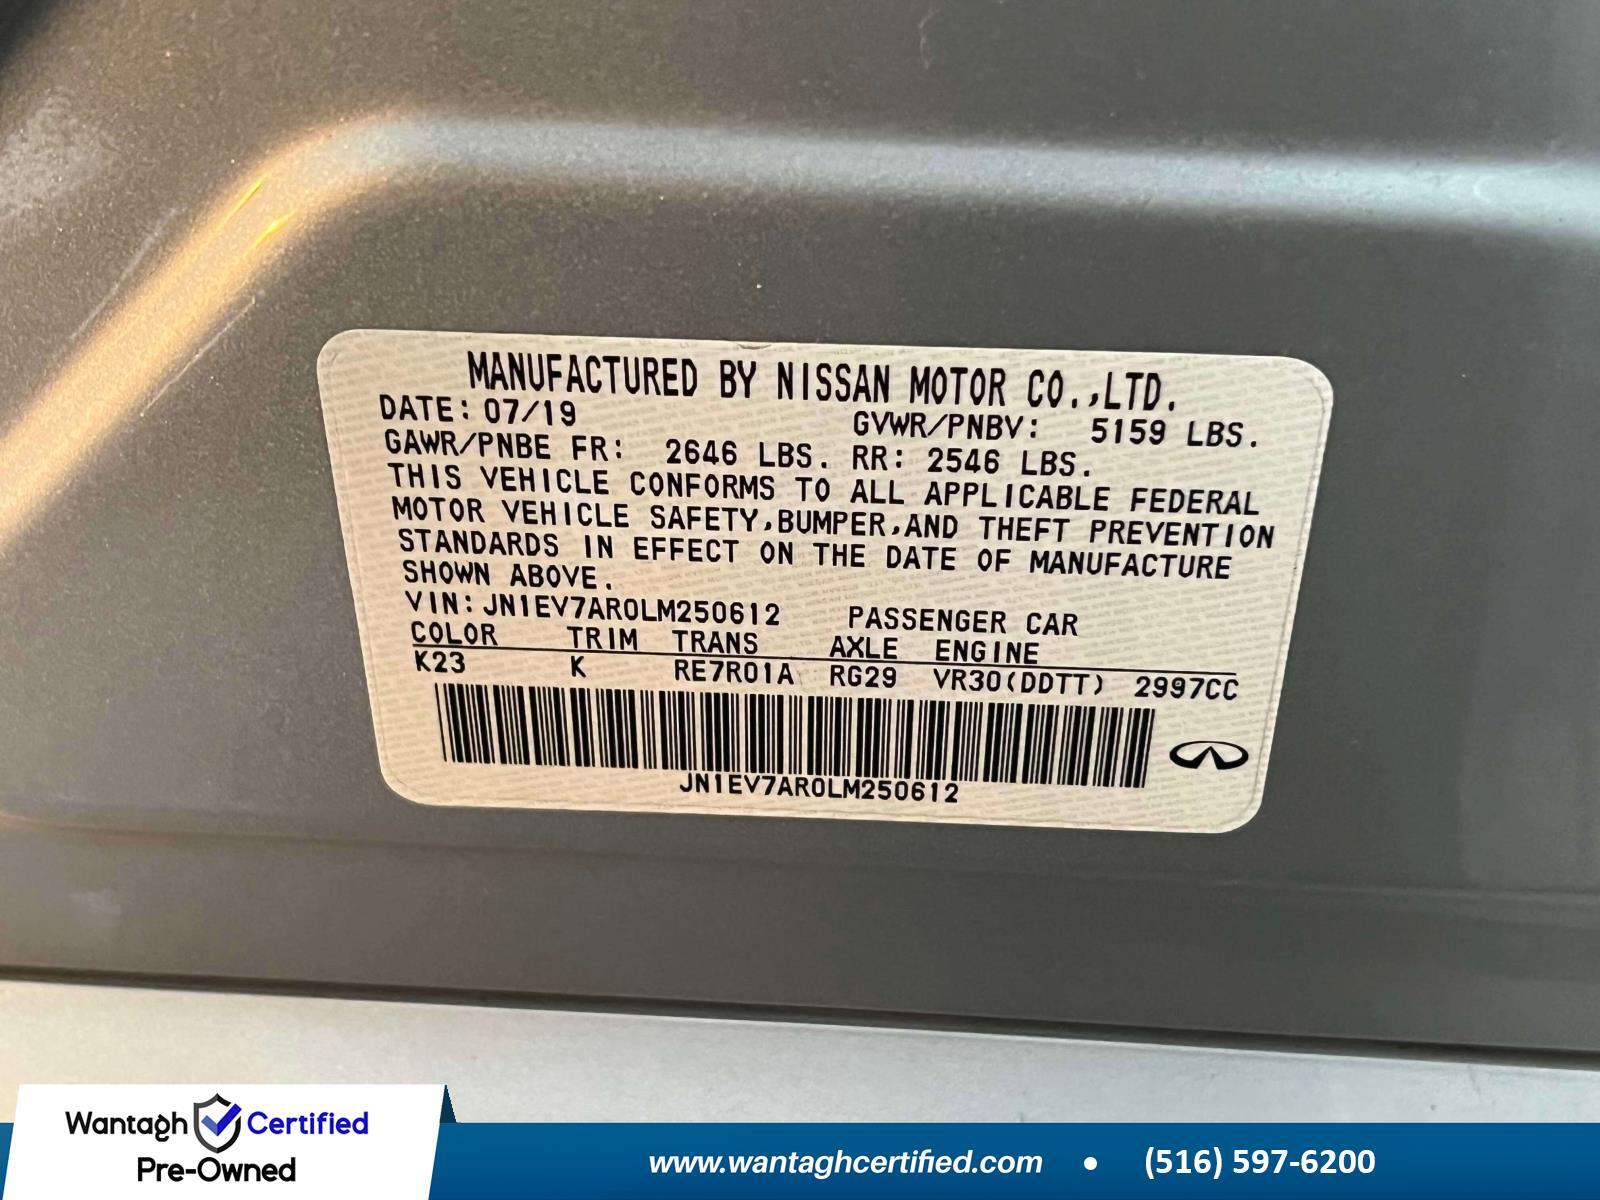 MANUFACTURED BY NISSAN MOTOR CO.,LTD.
DATE: 07/19 GVWR/PNBV: 5159 LBS.
GAWR/PNBE FR: 2646 LBS. RR: 2546 LBS.
THIS VEHICLE CONFORMS TO ALL APPLICABLE FEDERAL
MOTOR VEHICLE SAFETY,BUMPER,AND THEFT PREVENTION
STANDARDS IN EFFECT ON THE DATE OF MANUFACTURE
SHOWN ABOVE.
VIN: JN1EV7AR0LM250612 PASSENGER CAR
COLOR TRIM TRANS AXLE ENGINE
K23 K RE7R01A RG29 VR30(DDTT) 2997CC
JN1EV7AR0LM250612
Wantagh Certified
Pre-Owned
www.wantaghcertified.com • (516) 597-6200